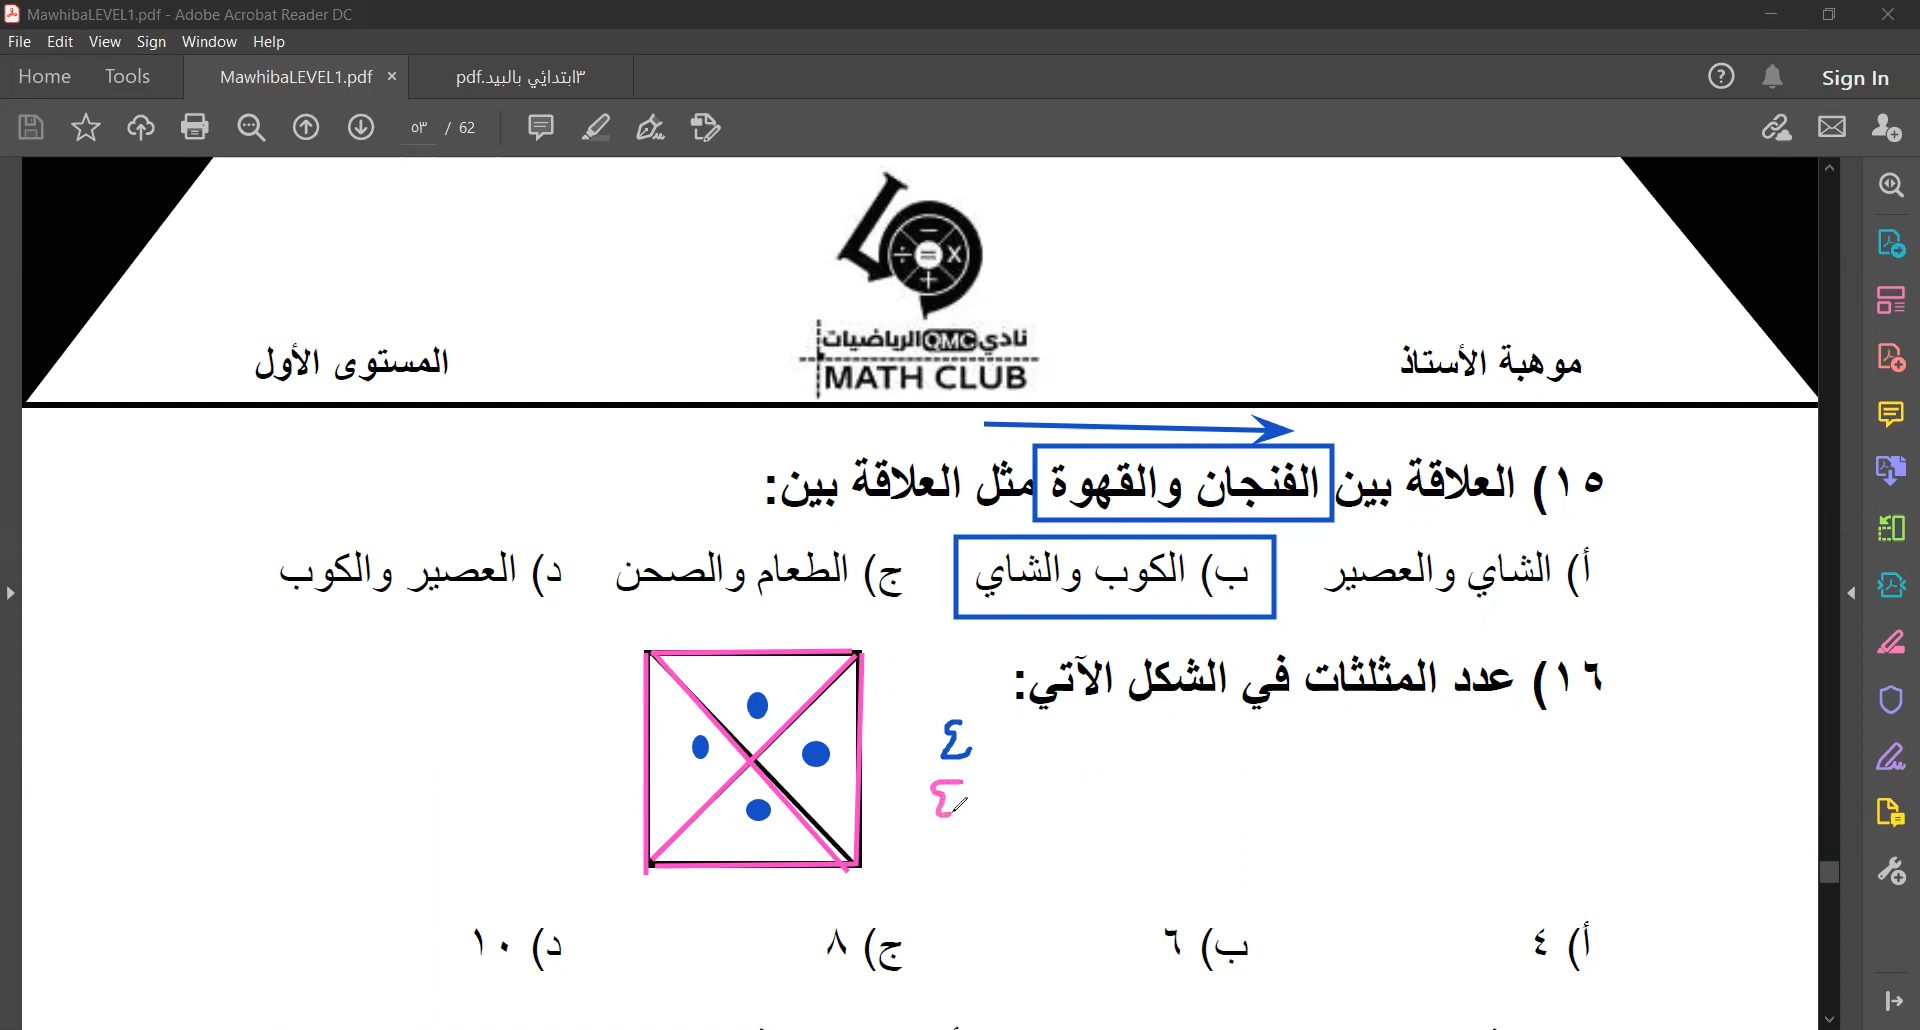 MawhibaLEVEL1.pdf - Adobe Acrobat Reader DC
File Edit View Sign Window Help
Home Tools MawhibaLEVEL1.pdf × ٣ابتدائي بالبيد.pdf Sign In
٥٣ / 62
نادي QMC الرياضيات
MATH CLUB
موهبة الأستاذ
المستوى الأول
١٥) العلاقة بين الفنجان والقهوة مثل العلاقة بين:
أ) الشاي والعصير ب) الكوب والشاي ج) الطعام والصحن د) العصير والكوب
١٦) عدد المثلثات في الشكل الآتي:
٤
٤
أ) ٤ ب) ٦ ج) ٨ د) ١٠